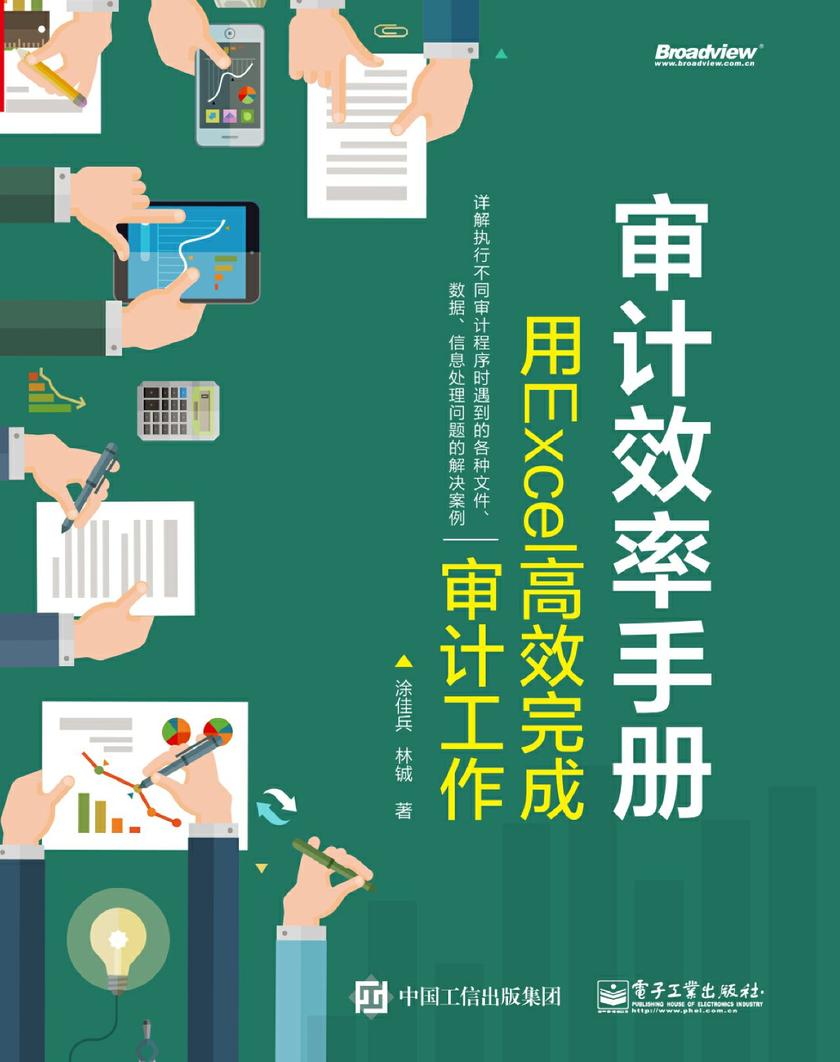 Broadview®
www.broadview.com.cn
审计效率手册
用Excel高效完成
审计工作
详解执行不同审计程序时遇到的各种文件、
数据、信息处理问题的解决案例
涂佳兵 林铖 著
中国工信出版集团
電子工業出版社·
PUBLISHING HOUSE OF ELECTRONICS INDUSTRY
http://www.phei.com.cn